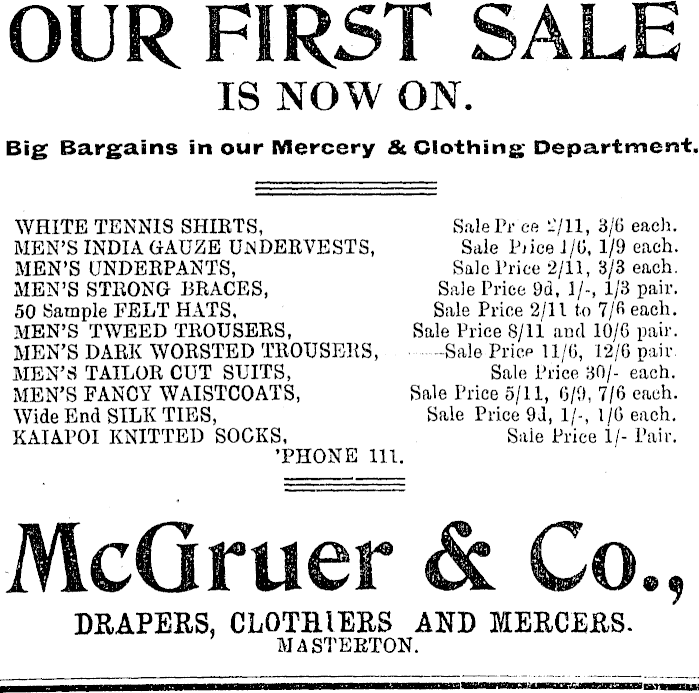 OUR FIRST SALE
IS NOW ON.
Big Bargains in our Mercery & Clothing Department.
WHITE TENNIS SHIRTS, Sale Price 2/11, 3/6 each.
MEN'S INDIA GAUZE UNDERVESTS, Sale Price 1/6, 1/9 each.
MEN'S UNDERPANTS, Sale Price 2/11, 3/3 each.
MEN'S STRONG BRACES, Sale Price 9d, 1/-, 1/3 pair.
50 Sample FELT HATS, Sale Price 2/11 to 7/6 each.
MEN'S TWEED TROUSERS, Sale Price 8/11 and 10/6 pair.
MEN'S DARK WORSTED TROUSERS, Sale Price 11/6, 12/6 pair
MEN'S TAILOR CUT SUITS, Sale Price 30/- each.
MEN'S FANCY WAISTCOATS, Sale Price 5/11, 6/9, 7/6 each.
Wide End SILK TIES, Sale Price 9d, 1/-, 1/6 each.
KAIAPOI KNITTED SOCKS, Sale Price 1/- Pair.
'PHONE 111.
McGruer & Co.,
DRAPERS, CLOTHIERS AND MERCERS.
MASTERTON.